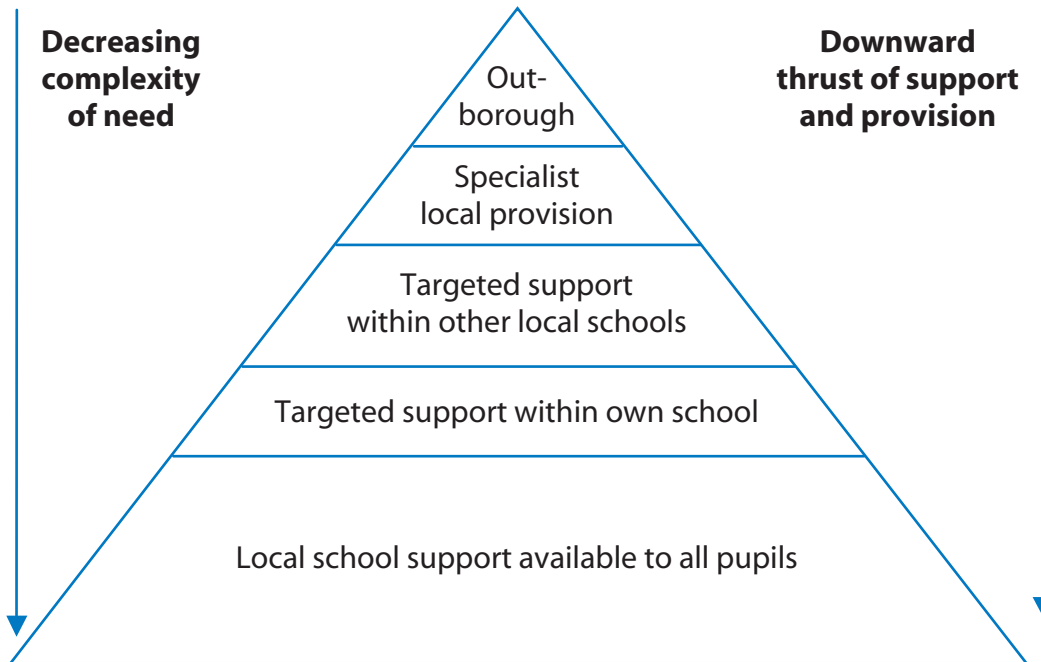 Decreasing
complexity
of need
Downward
thrust of support
and provision
Out-
borough
Specialist
local provision
Targeted support
within other local schools
Targeted support within own school
Local school support available to all pupils